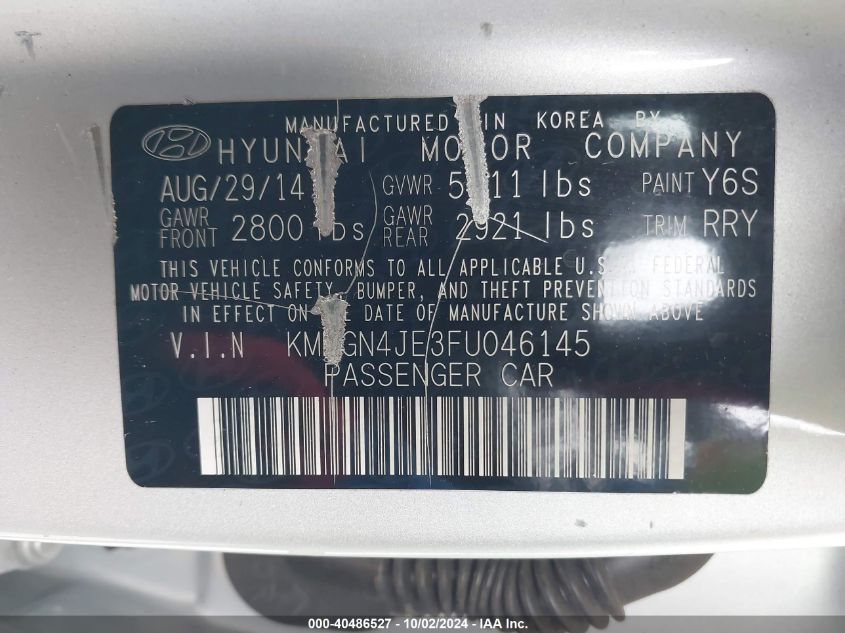 MANUFACTURED IN KOREA BY
HYUNDAI MOTOR COMPANY
AUG/29/14 GVWR lbs PAINT Y6S
GAWR FRONT 2800 lbs GAWR REAR 2921 lbs TRIM RRY
THIS VEHICLE CONFORMS TO ALL APPLICABLE U.S.A. FEDERAL
MOTOR VEHICLE SAFETY, BUMPER, AND THEFT PREVENTION STANDARDS
IN EFFECT ON THE DATE OF MANUFACTURE SHOWN ABOVE.
V.I.N
PASSENGER CAR
000-40486527 - 10/02/2024 - IAA Inc.